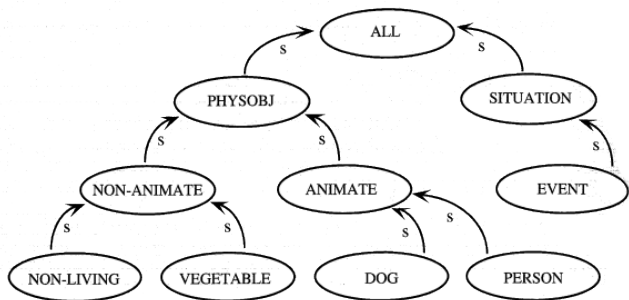 ALL
s
s
PHYSOBJ
SITUATION
s
s
s
NON-ANIMATE
ANIMATE
EVENT
s
s
s
s
NON-LIVING
VEGETABLE
DOG
PERSON